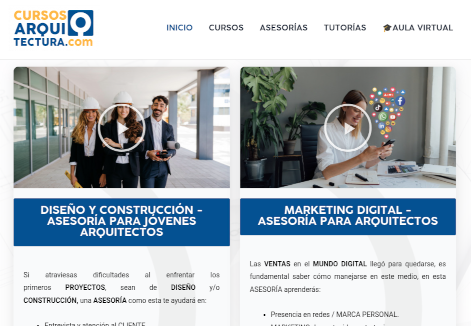 CURSOS
ARQUI
TECTURA.com
INICIO CURSOS ASESORÍAS TUTORÍAS 🎓AULA VIRTUAL
DISEÑO Y CONSTRUCCIÓN -
ASESORÍA PARA JÓVENES
ARQUITECTOS
Si atraviesas dificultades al enfrentar los
primeros PROYECTOS, sean de DISEÑO y/o
CONSTRUCCIÓN, una ASESORÍA como esta te ayudará en:
Entrevista y atención al CLIENTE.
MARKETING DIGITAL -
ASESORÍA PARA ARQUITECTOS
Las VENTAS en el MUNDO DIGITAL llegó para quedarse, es
fundamental saber cómo manejarse en este medio, en esta
ASESORÍA aprenderás:
• Presencia en redes / MARCA PERSONAL.